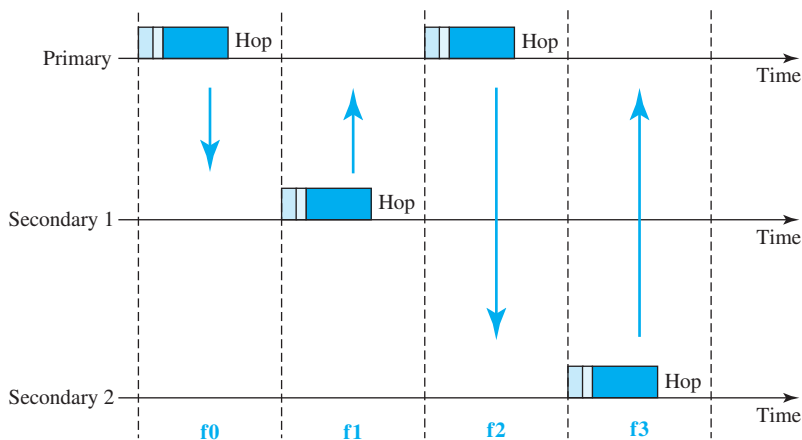 Hop
Hop
Primary
Time
Hop
Secondary 1
Time
Hop
Secondary 2
Time
f0 f1 f2 f3